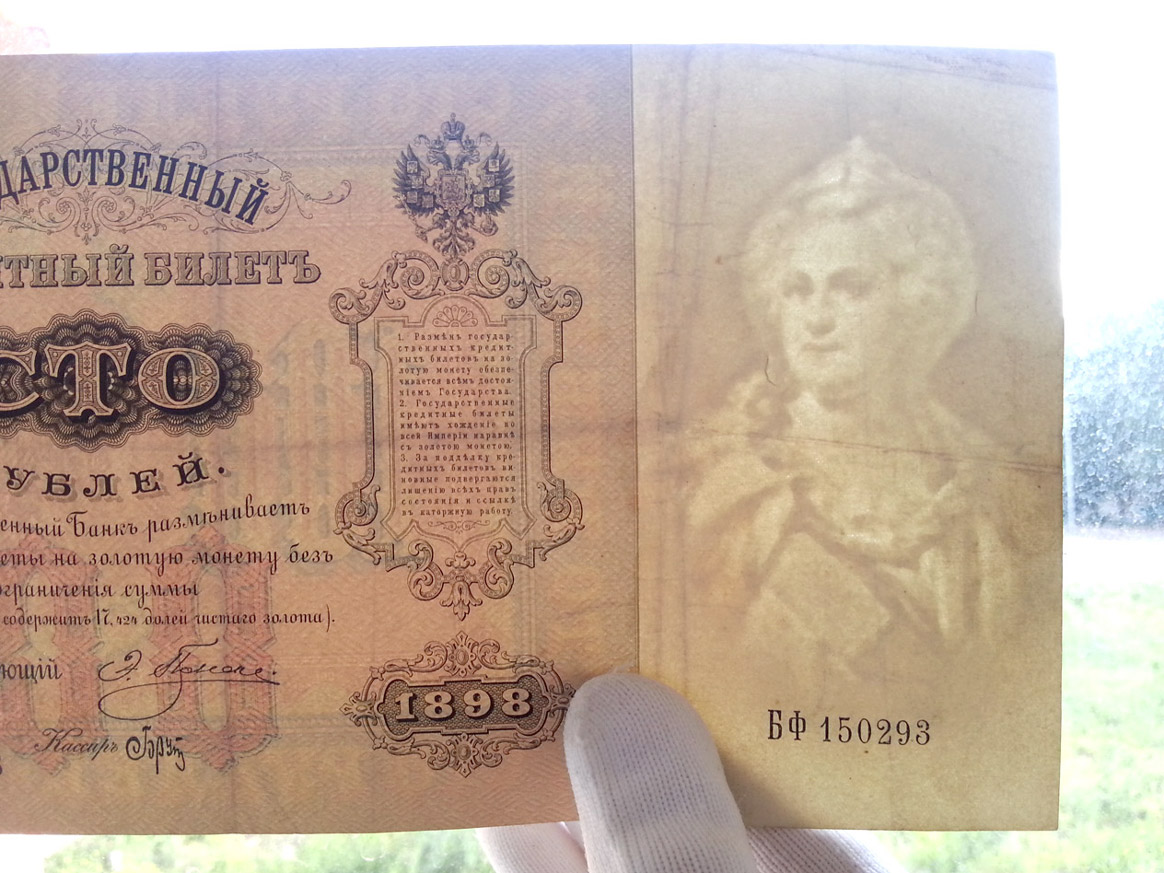 ДАРСТВЕННЫЙ
ИТНЫЙ БИЛЕТЪ
СТО
УБЛЕЙ.
енный Банкъ размѣниваетъ
еты на золотую монету безъ
ограниченія суммы
содержитъ 17,424 долей чистаго золота).
ющій
Кассиръ
1. Размѣнъ государ-
ственныхъ кредит-
ныхъ билетовъ на зо-
лотую монету обезпе-
чивается всѣмъ достоя-
ніемъ Государства.
2. Государственные
кредитные билеты
имѣютъ хожденіе во
всей Имперіи наравнѣ
съ золотою монетою.
3. За поддѣлку кре-
дитныхъ билетовъ ви-
новные подвергаются
лишенію всѣхъ правъ
состоянія и ссылкѣ
въ каторжную работу.
1898
БФ 150293